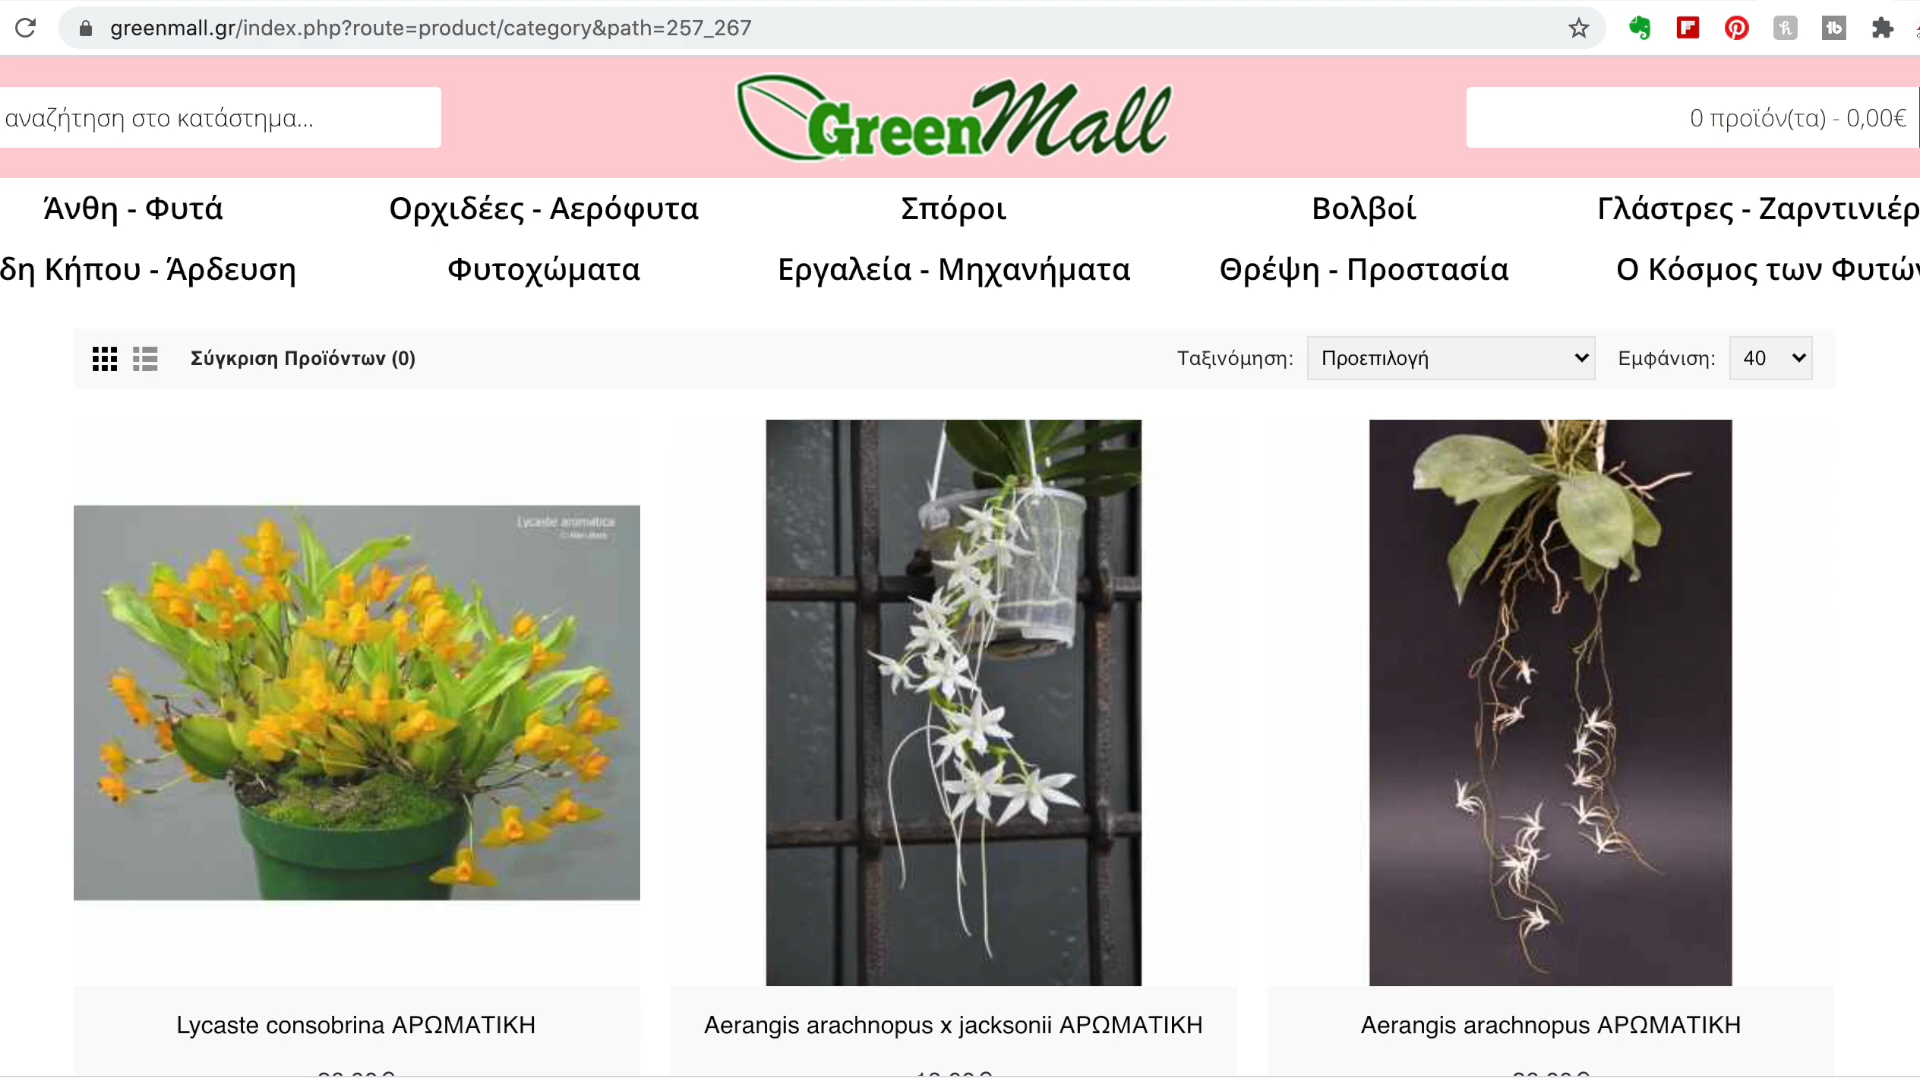 greenmall.gr/index.php?route=product/category&path=257_267
αναζήτηση στο κατάστημα...
GreenMall
0 προϊόν(τα) - 0,00€
Άνθη - Φυτά
Ορχιδέες - Αερόφυτα
Σπόροι
Βολβοί
Γλάστρες - Ζαρντινιέρ
δη Κήπου - Άρδευση
Φυτοχώματα
Εργαλεία - Μηχανήματα
Θρέψη - Προστασία
Ο Κόσμος των Φυτών
Σύγκριση Προϊόντων (0)
Ταξινόμηση:
Προεπιλογή
Εμφάνιση:
40
Lycaste aromatica
Lycaste consobrina ΑΡΩΜΑΤΙΚΗ
Aerangis arachnopus x jacksonii ΑΡΩΜΑΤΙΚΗ
Aerangis arachnopus ΑΡΩΜΑΤΙΚΗ